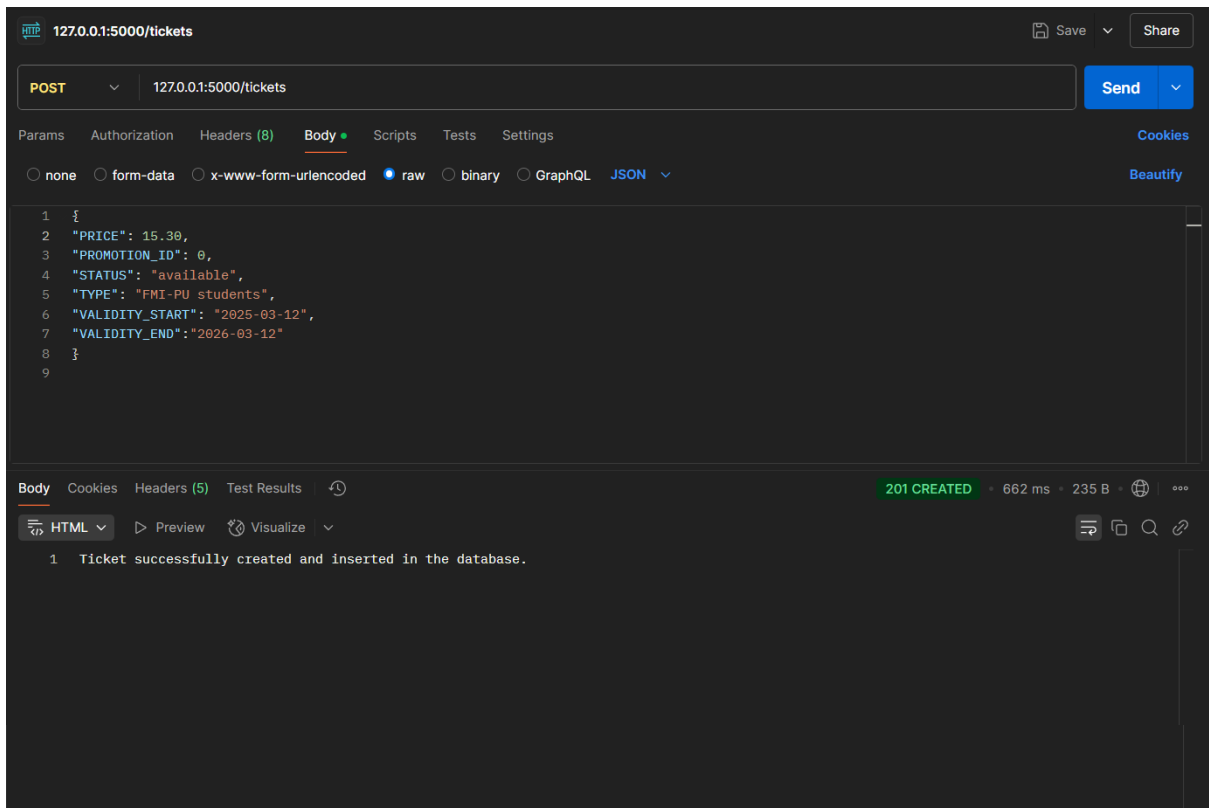 HTTP 127.0.0.1:5000/tickets Save Share
POST 127.0.0.1:5000/tickets Send
Params Authorization Headers (8) Body Scripts Tests Settings Cookies
none form-data x-www-form-urlencoded raw binary GraphQL JSON Beautify
1 {
2 "PRICE": 15.30,
3 "PROMOTION_ID": 0,
4 "STATUS": "available",
5 "TYPE": "FMI-PU students",
6 "VALIDITY_START": "2025-03-12",
7 "VALIDITY_END":"2026-03-12"
8 }
9
Body Cookies Headers (5) Test Results 201 CREATED 662 ms 235 B
HTML Preview Visualize
1 Ticket successfully created and inserted in the database.